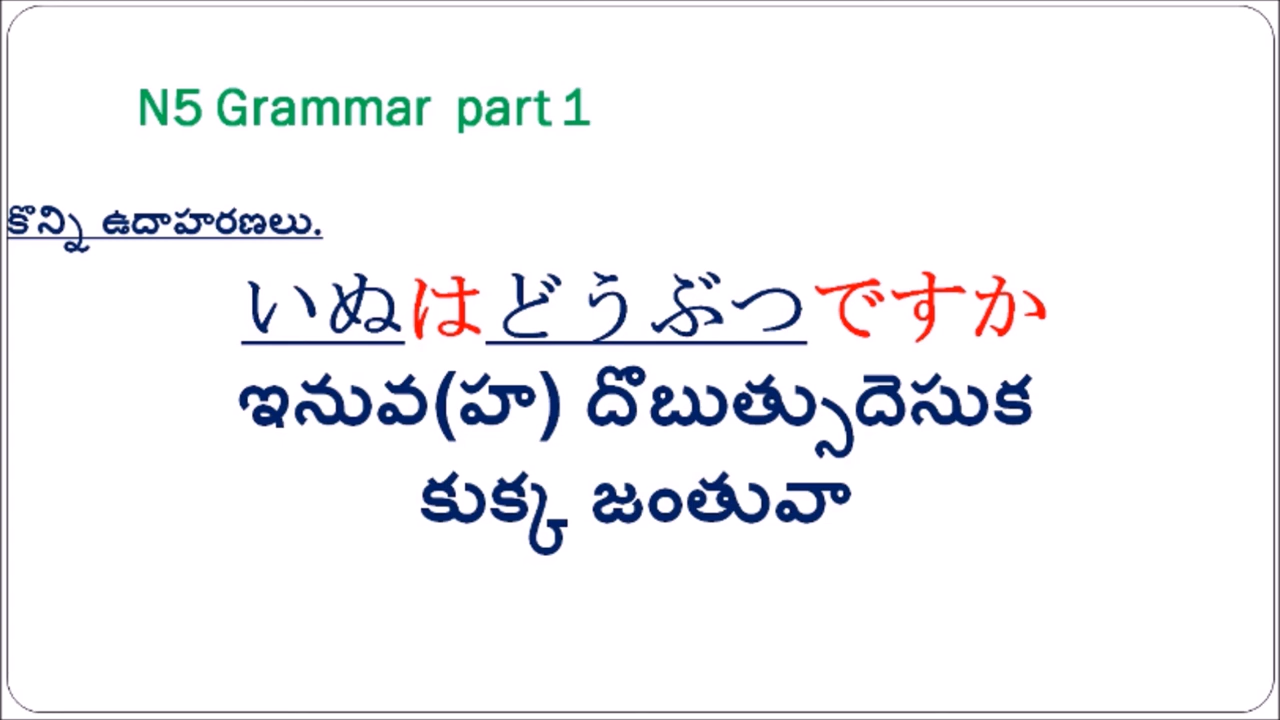 N5 Grammar part 1
కొన్ని ఉదాహరణలు.
いぬはどうぶつですか
ఇనువ(హ) దొబుత్సుదెసుక
కుక్క జంతువా